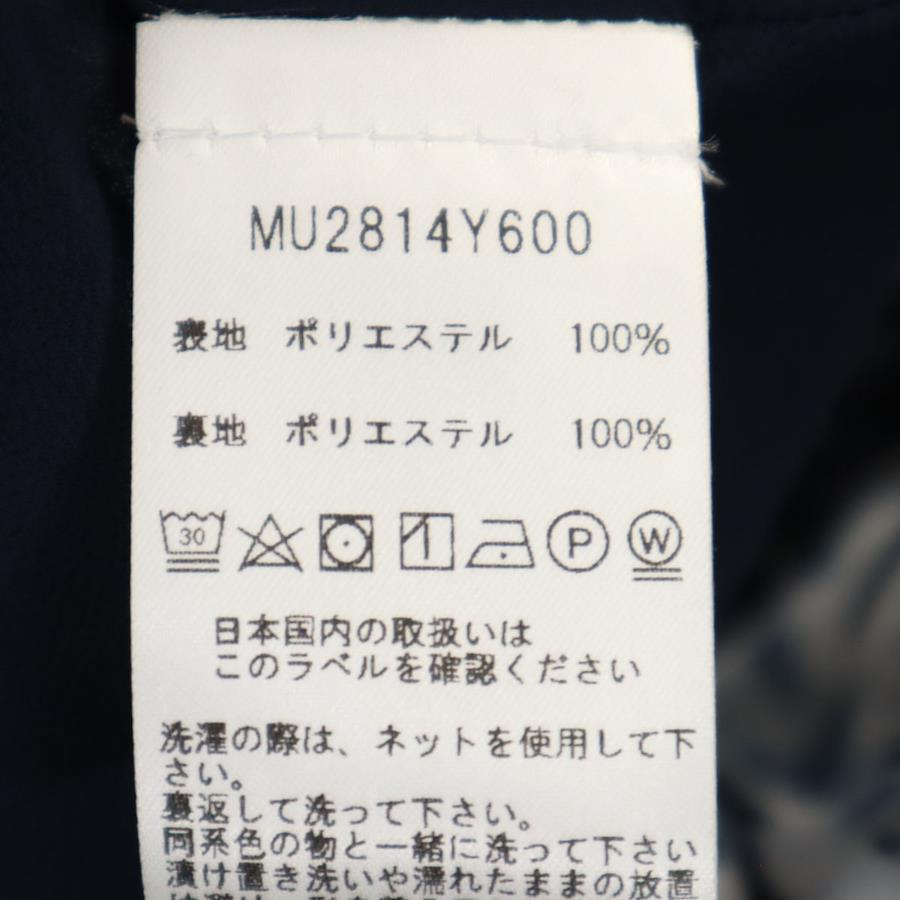 MU2814Y600
表地 ポリエステル 100%
裏地 ポリエステル 100%
30 P W
日本国内の取扱いは
このラベルを確認ください
洗濯の際は、ネットを使用して下
さい。
裏返して洗って下さい。
同系色の物と一緒に洗って下さい
漬け置き洗いや濡れたままの放置